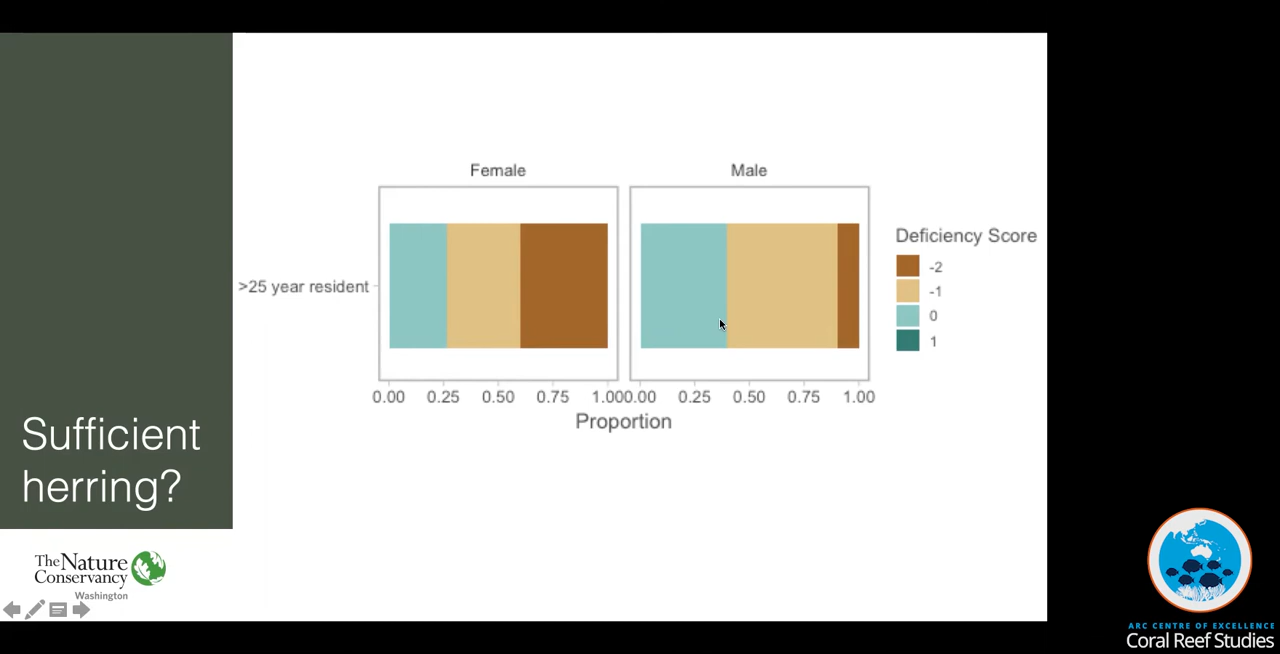 Female
Male
Deficiency Score
-2
-1
0
1
>25 year resident
0.00 0.25 0.50 0.75 1.000.00 0.25 0.50 0.75 1.00
Proportion
Sufficient
herring?
The Nature
Conservancy
Washington
ARC CENTRE OF EXCELLENCE
Coral Reef Studies